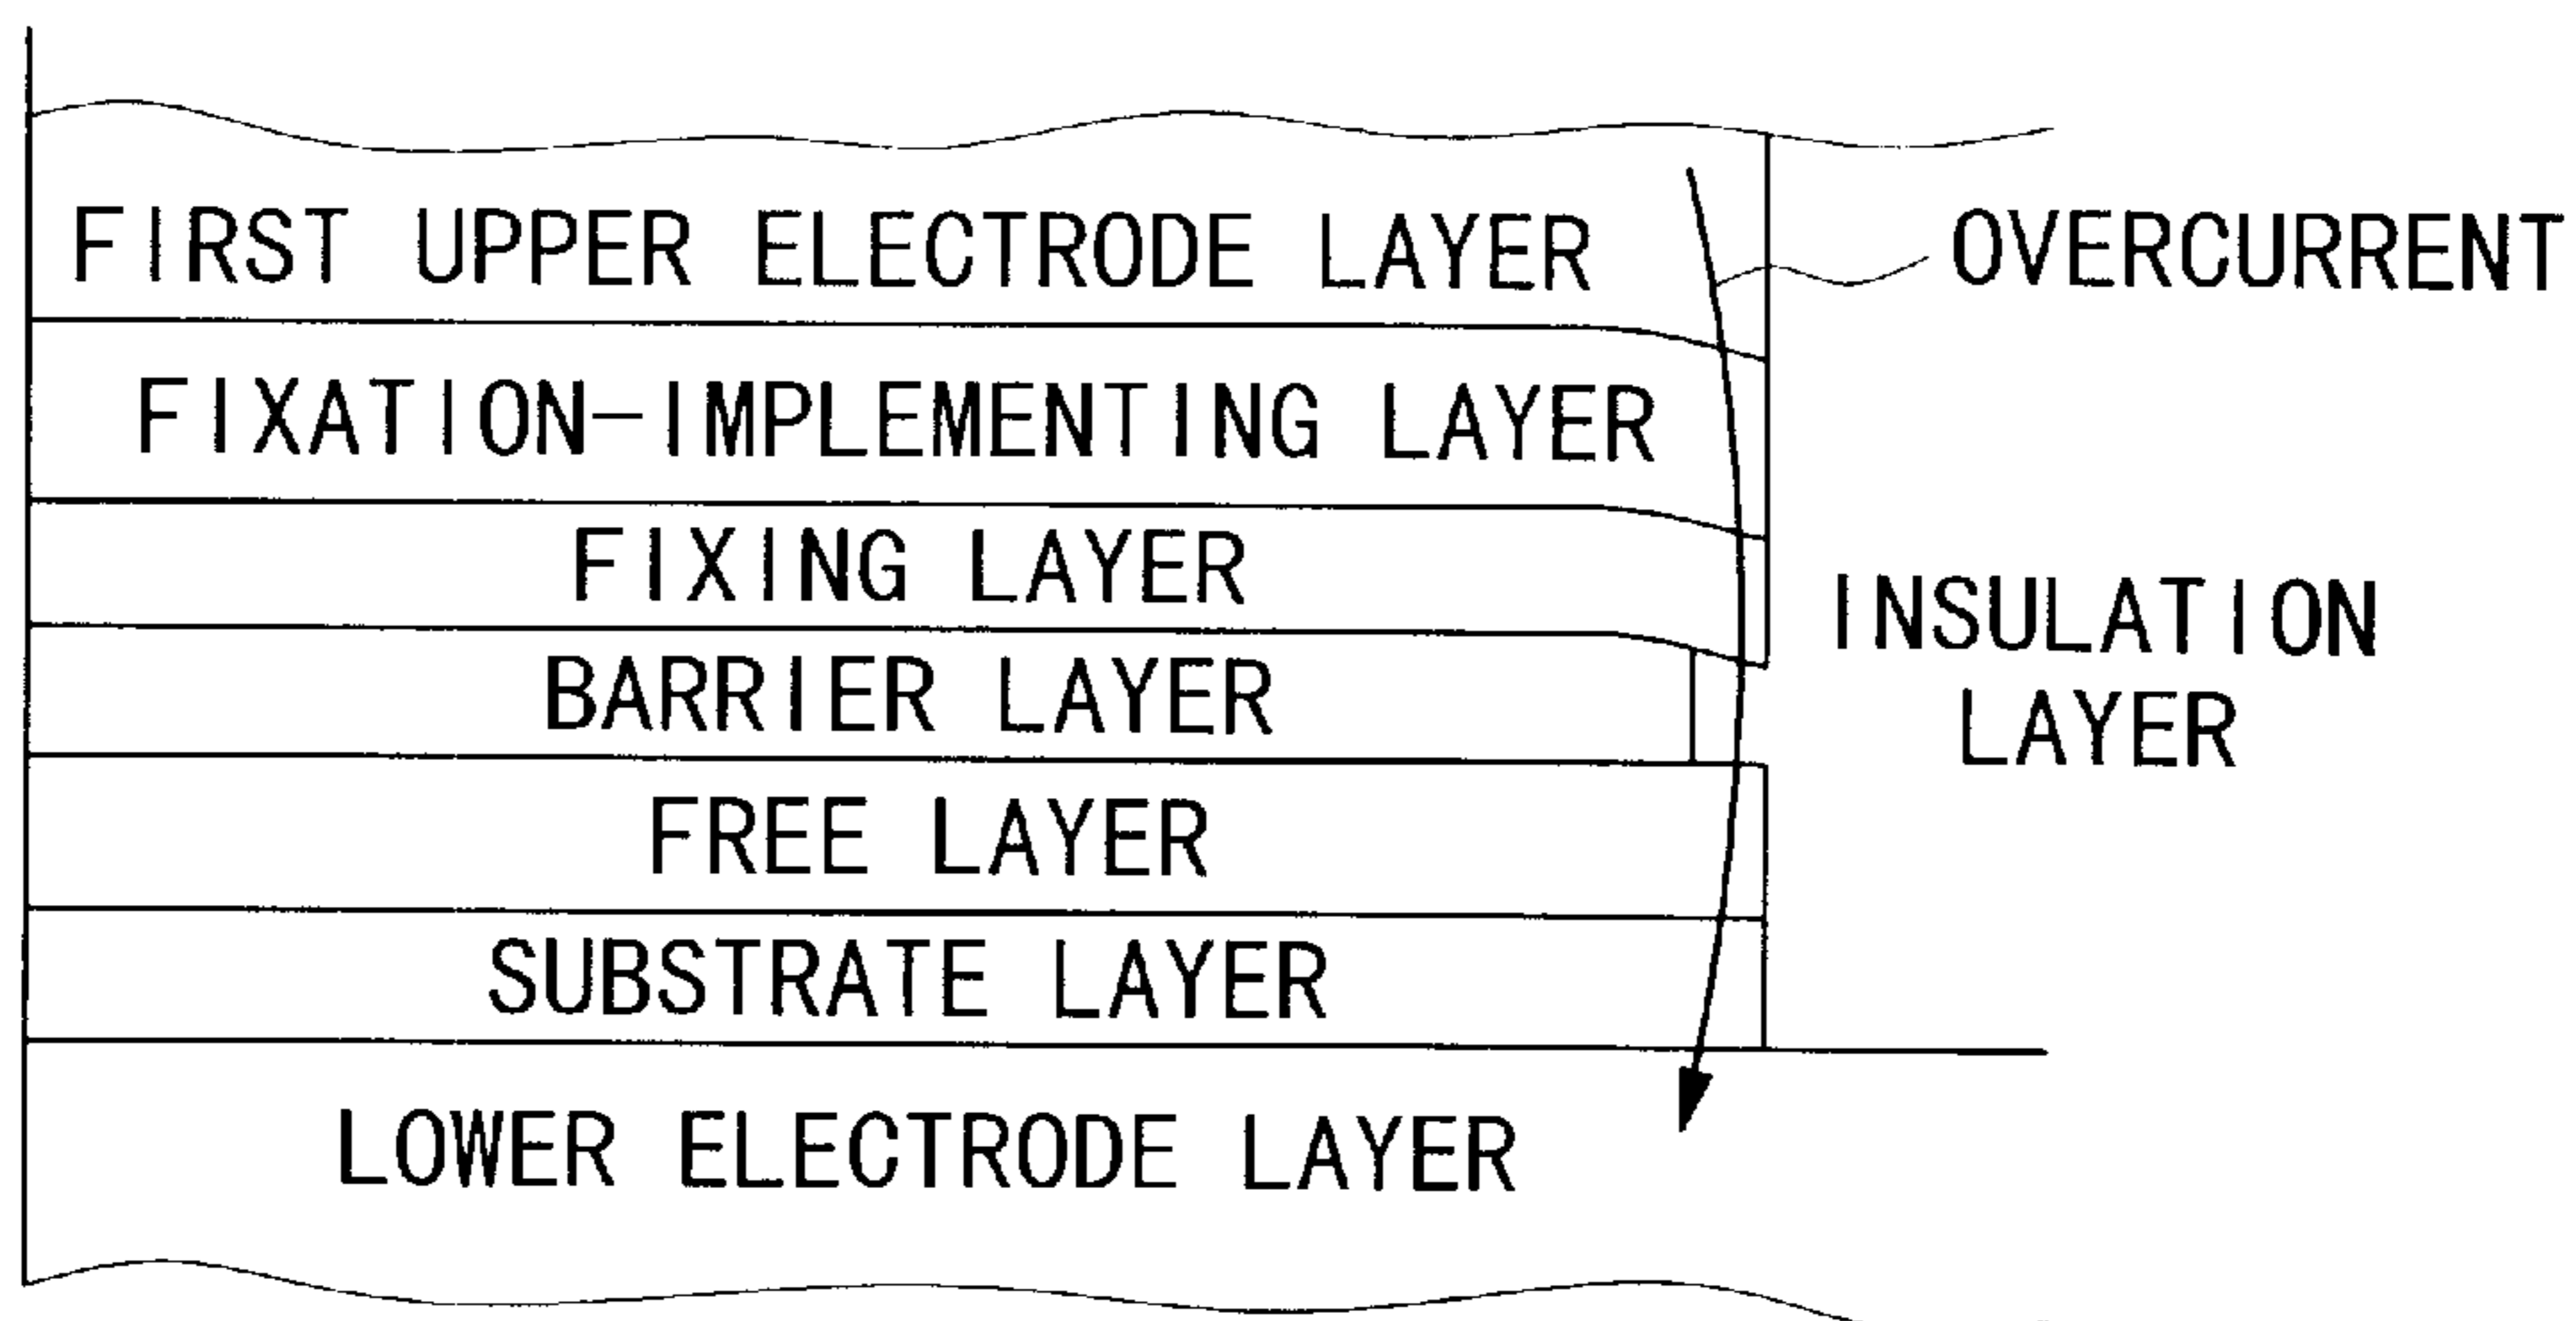 FIRST UPPER ELECTRODE LAYER
OVERCURRENT
FIXATION-IMPLEMENTING LAYER
FIXING LAYER
INSULATION
LAYER
BARRIER LAYER
FREE LAYER
SUBSTRATE LAYER
LOWER ELECTRODE LAYER